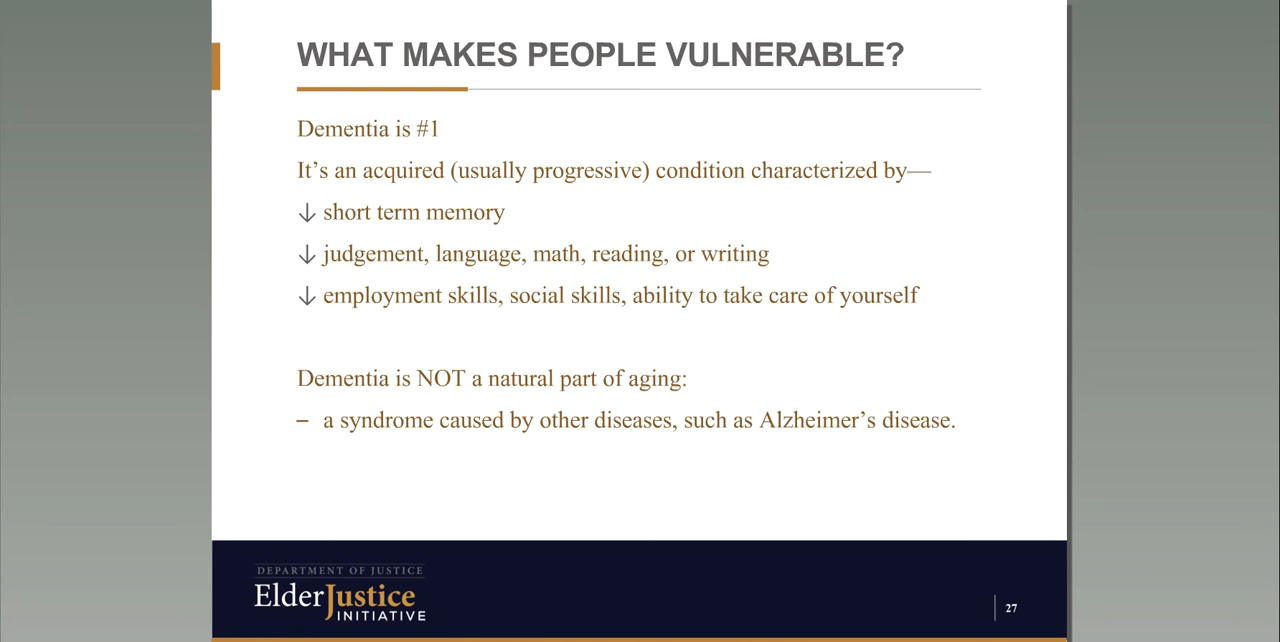 WHAT MAKES PEOPLE VULNERABLE?
Dementia is #1
It’s an acquired (usually progressive) condition characterized by—
↓ short term memory
↓ judgement, language, math, reading, or writing
↓ employment skills, social skills, ability to take care of yourself
Dementia is NOT a natural part of aging:
– a syndrome caused by other diseases, such as Alzheimer’s disease.
DEPARTMENT OF JUSTICE
ElderJustice
INITIATIVE
27